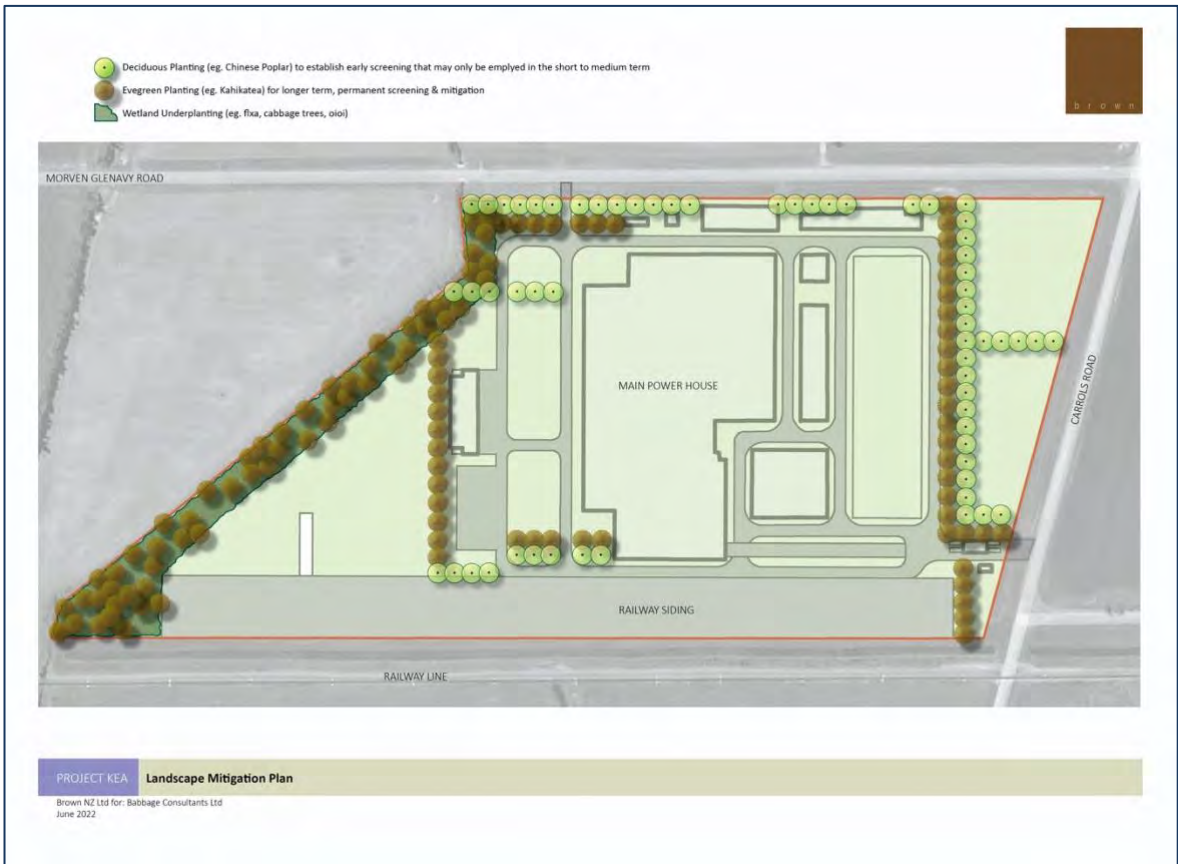 Deciduous Planting (eg. Chinese Poplar) to establish early screening that may only be emplyed in the short to medium term
Evegreen Planting (eg. Kahikatea) for longer term, permanent screening & mitigation
Wetland Underplanting (eg. flxa, cabbage trees, oioi)
brown
MORVEN GLENAVY ROAD
MAIN POWER HOUSE
CARROLS ROAD
RAILWAY SIDING
RAILWAY LINE
PROJECT KEA Landscape Mitigation Plan
Brown NZ Ltd for: Babbage Consultants Ltd
June 2022